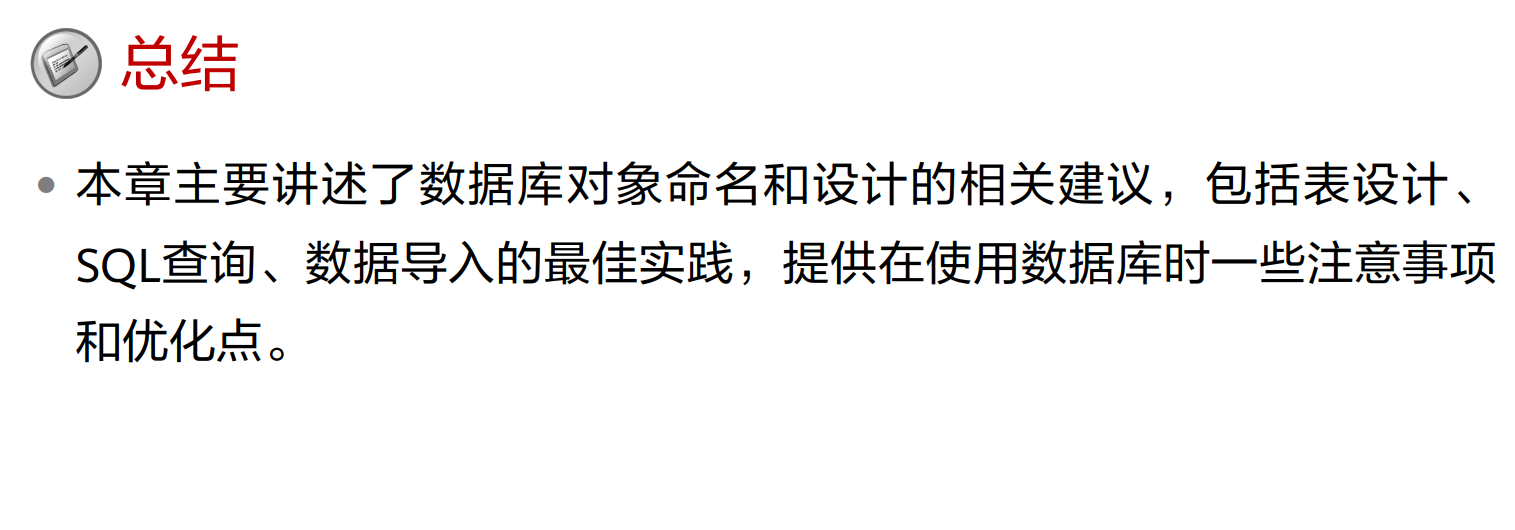 总结
• 本章主要讲述了数据库对象命名和设计的相关建议，包括表设计、
SQL查询、数据导入的最佳实践，提供在使用数据库时一些注意事项
和优化点。